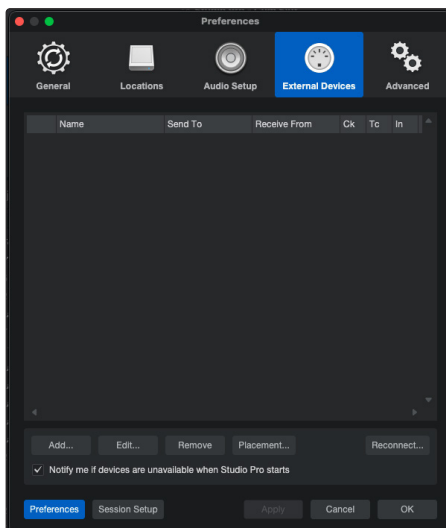 Preferences
General Locations Audio Setup External Devices Advanced
Name Send To Receive From Ck Tc In
Add... Edit... Remove Placement... Reconnect...
Notify me if devices are unavailable when Studio Pro starts
Preferences Session Setup Apply Cancel OK